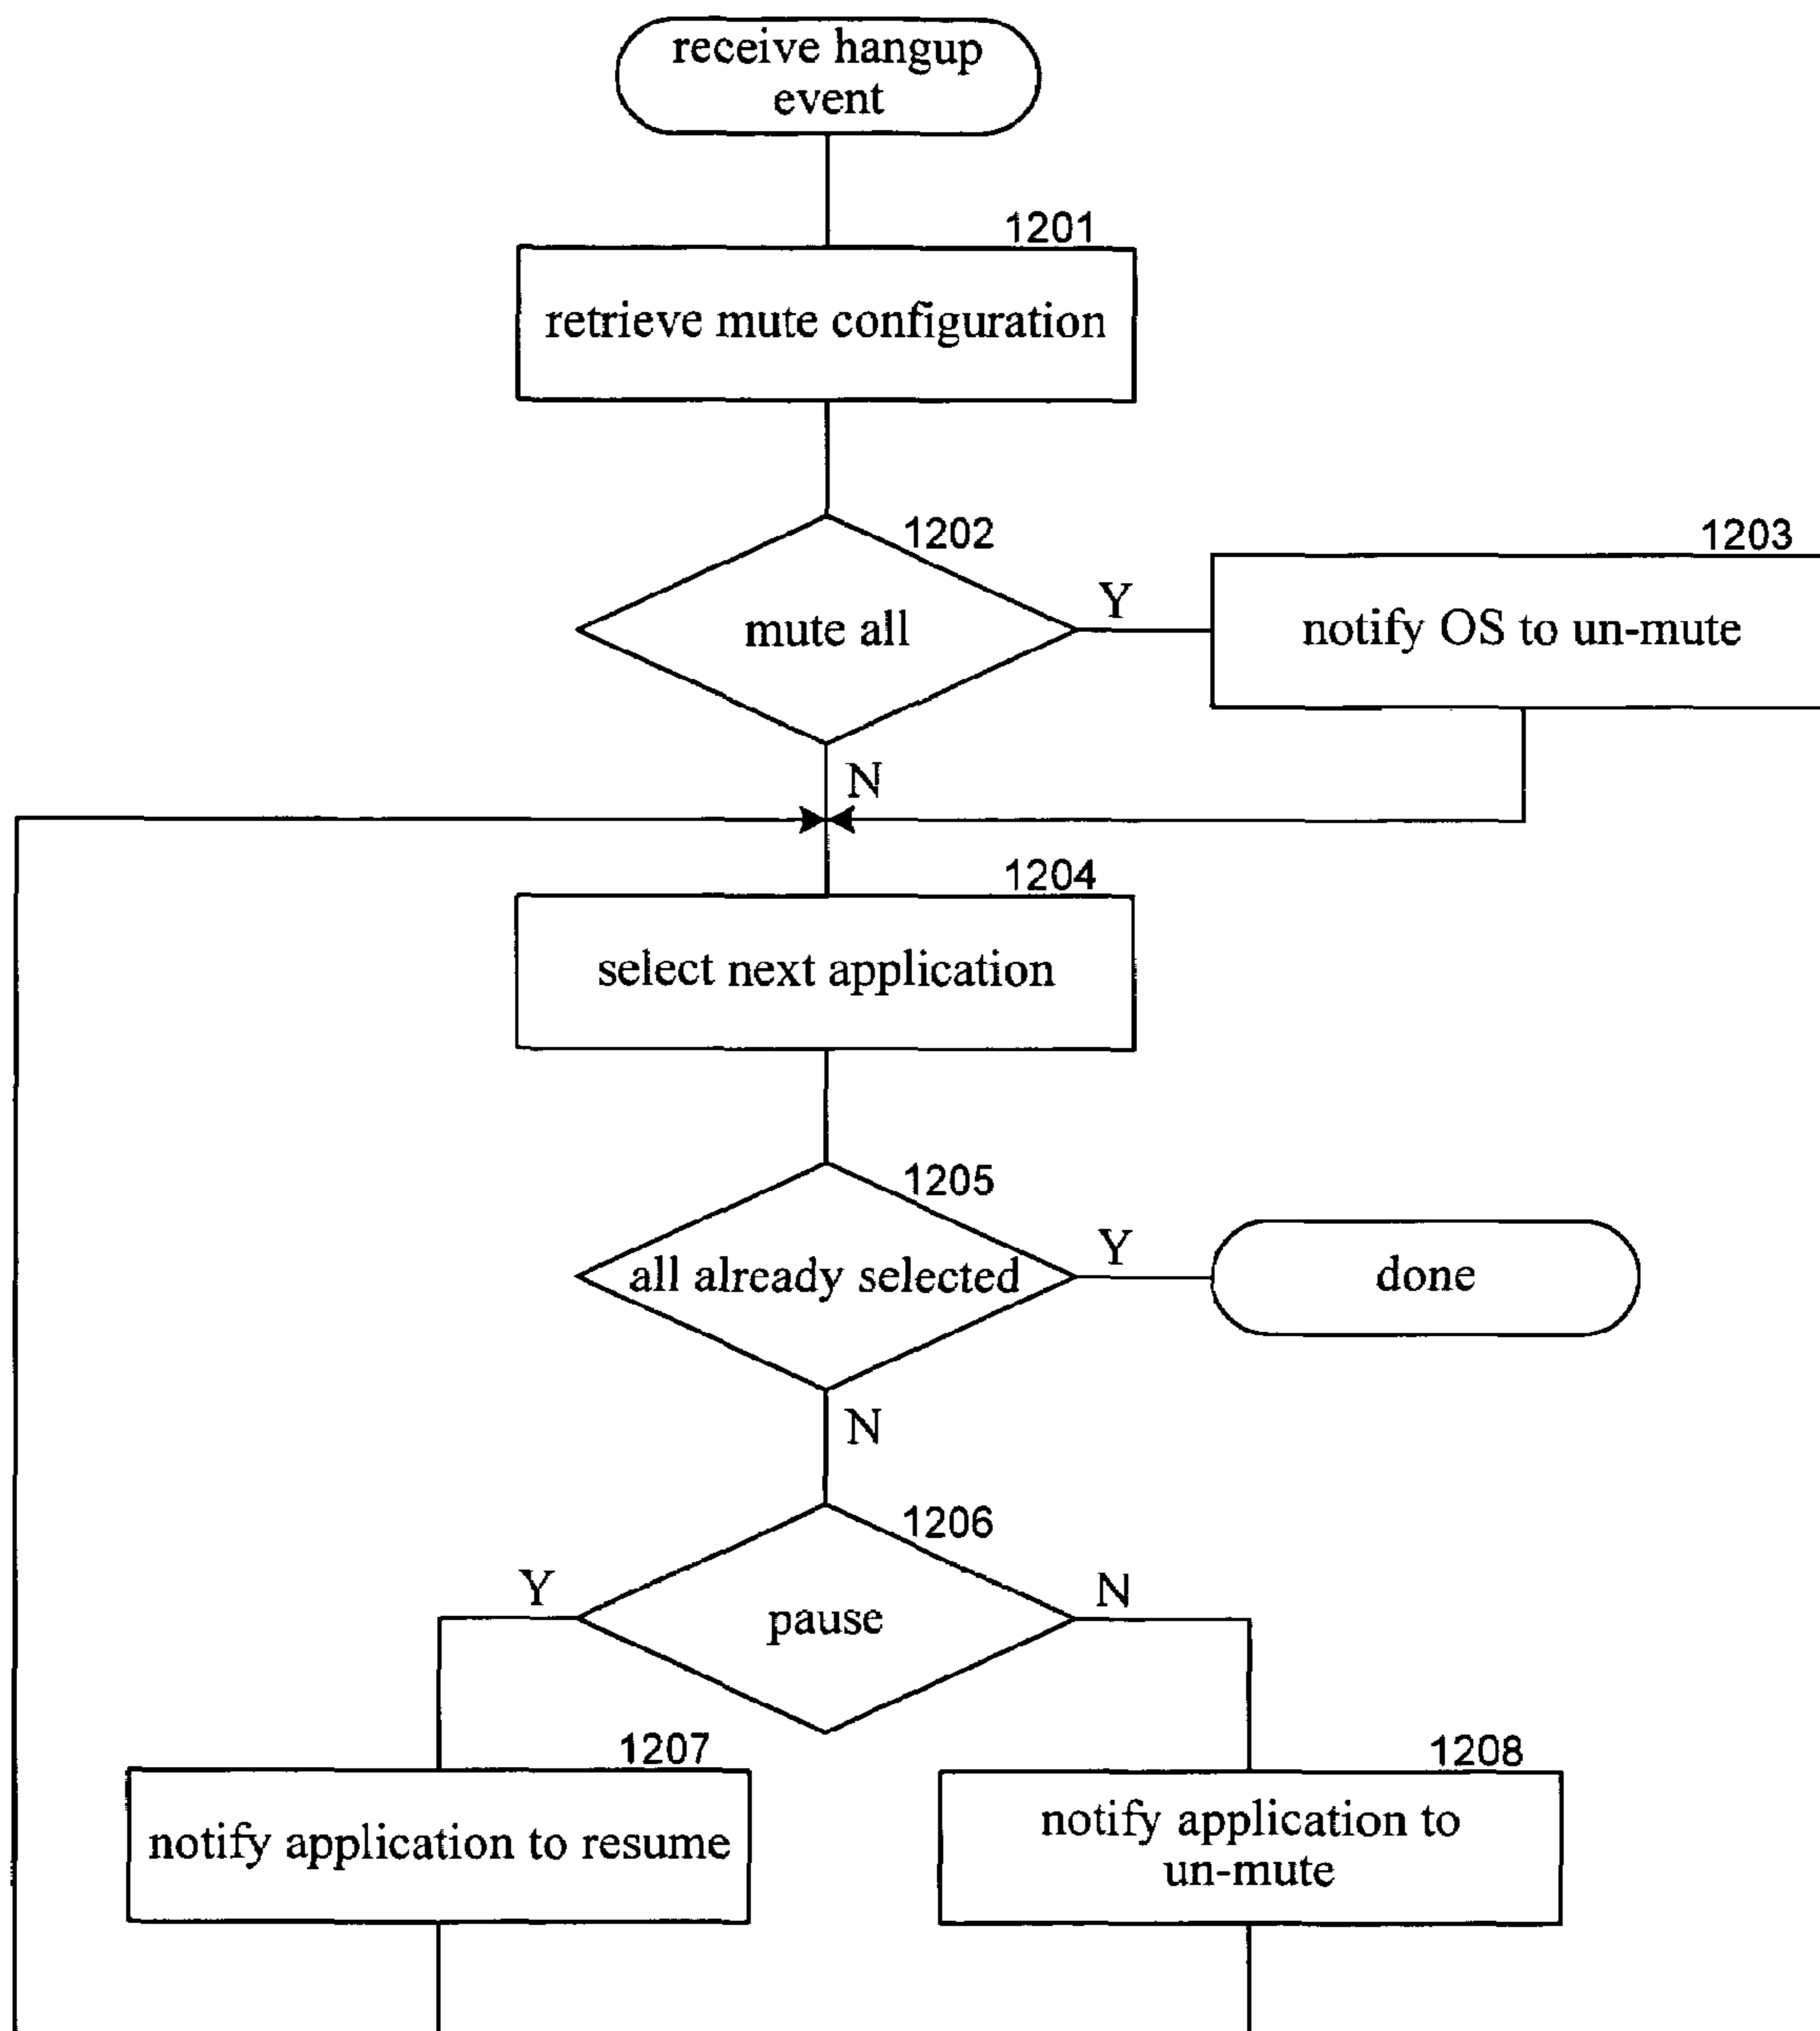 receive hangup
event
1201
retrieve mute configuration
1202
mute all
Y
1203
notify OS to un-mute
N
1204
select next application
1205
all already selected
Y
done
N
1206
pause
Y
N
1207
notify application to resume
1208
notify application to
un-mute